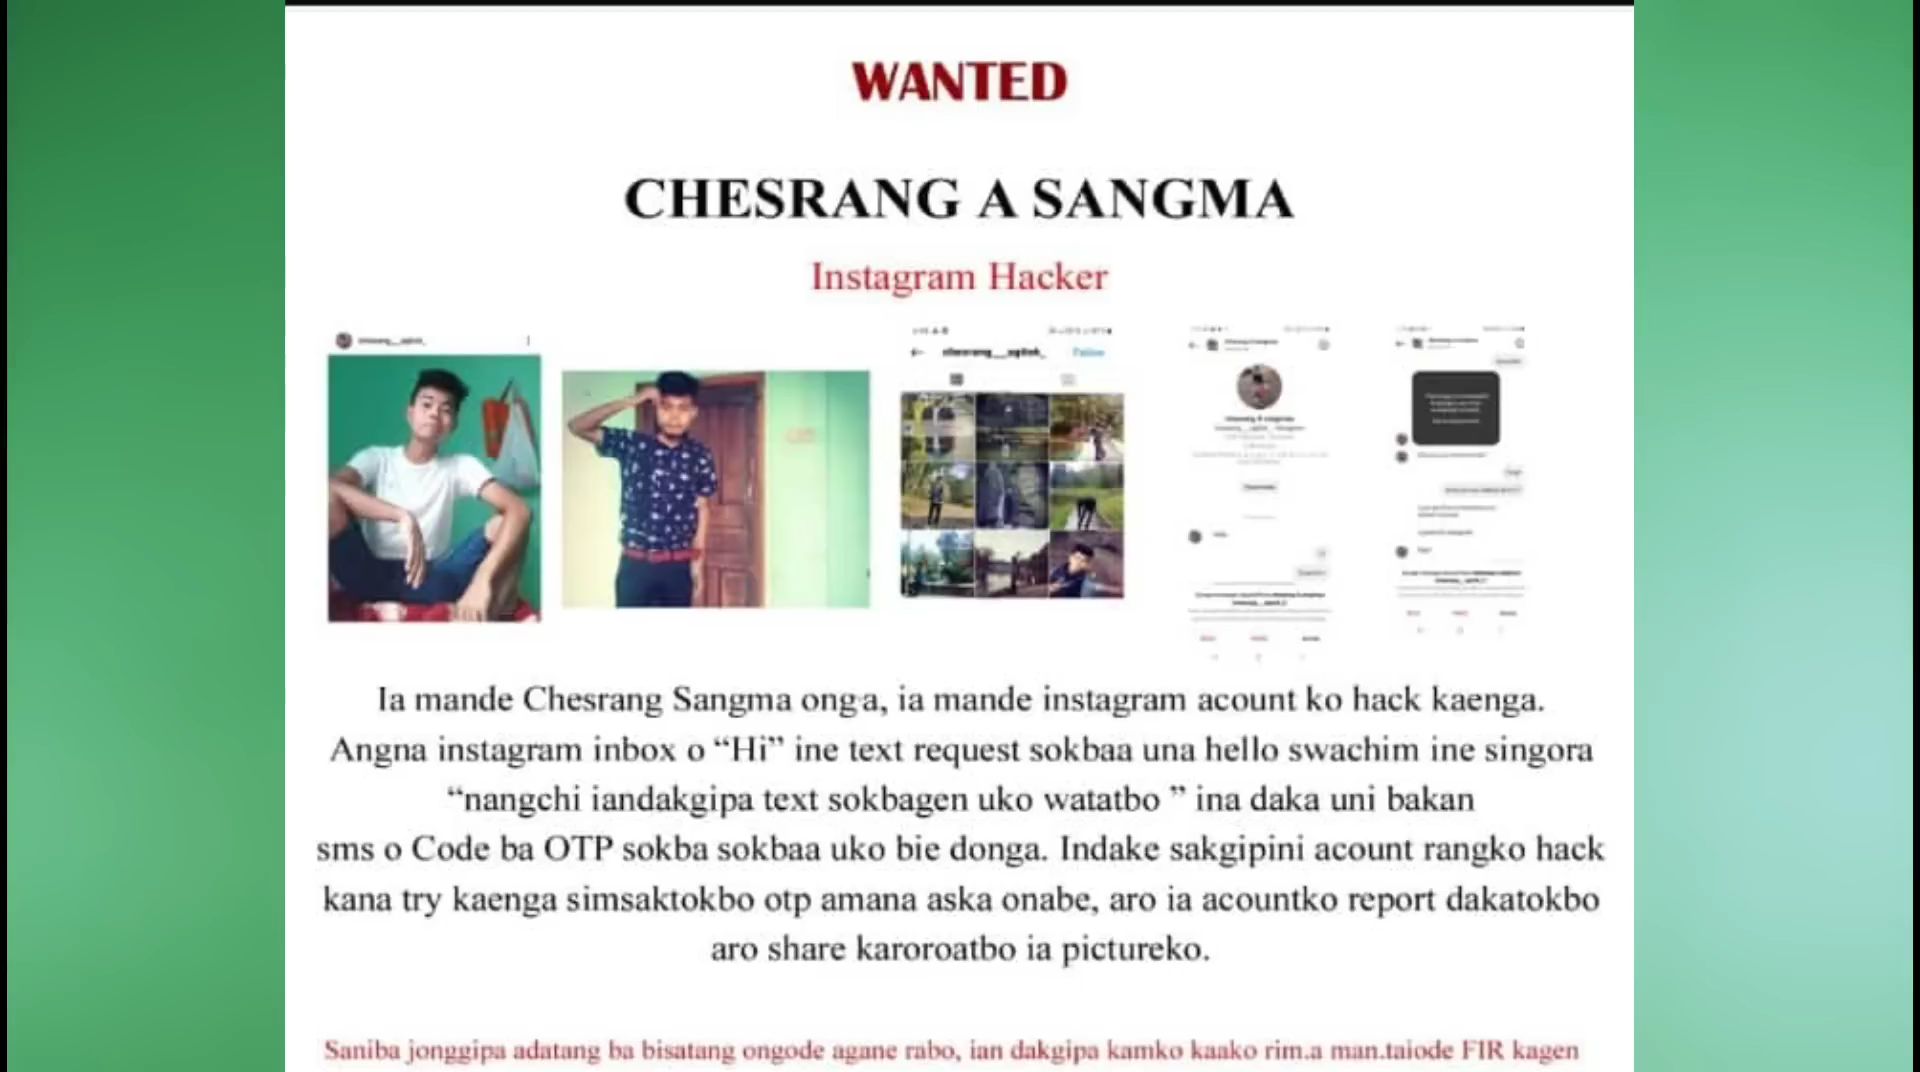 WANTED
CHESRANG A SANGMA
Instagram Hacker
Follow
Ia mande Chesrang Sangma onga, ia mande instagram acount ko hack kaenga.
Angna instagram inbox o “Hi” ine text request sokbaa una hello swachim ine singora
“nangchi iandakgipa text sokbagen uko watatbo ” ina daka uni bakan
sms o Code ba OTP sokba sokbaa uko bie donga. Indake sakgipini acount rangko hack
kana try kaenga simsaktokbo otp amana aska onabe, aro ia acountko report dakatokbo
aro share karoroatbo ia pictureko.
Saniba jonggipa adatang ba bisatang ongode agane rabo, ian dakgipa kamko kaako rim.a man.taiode FIR kagen